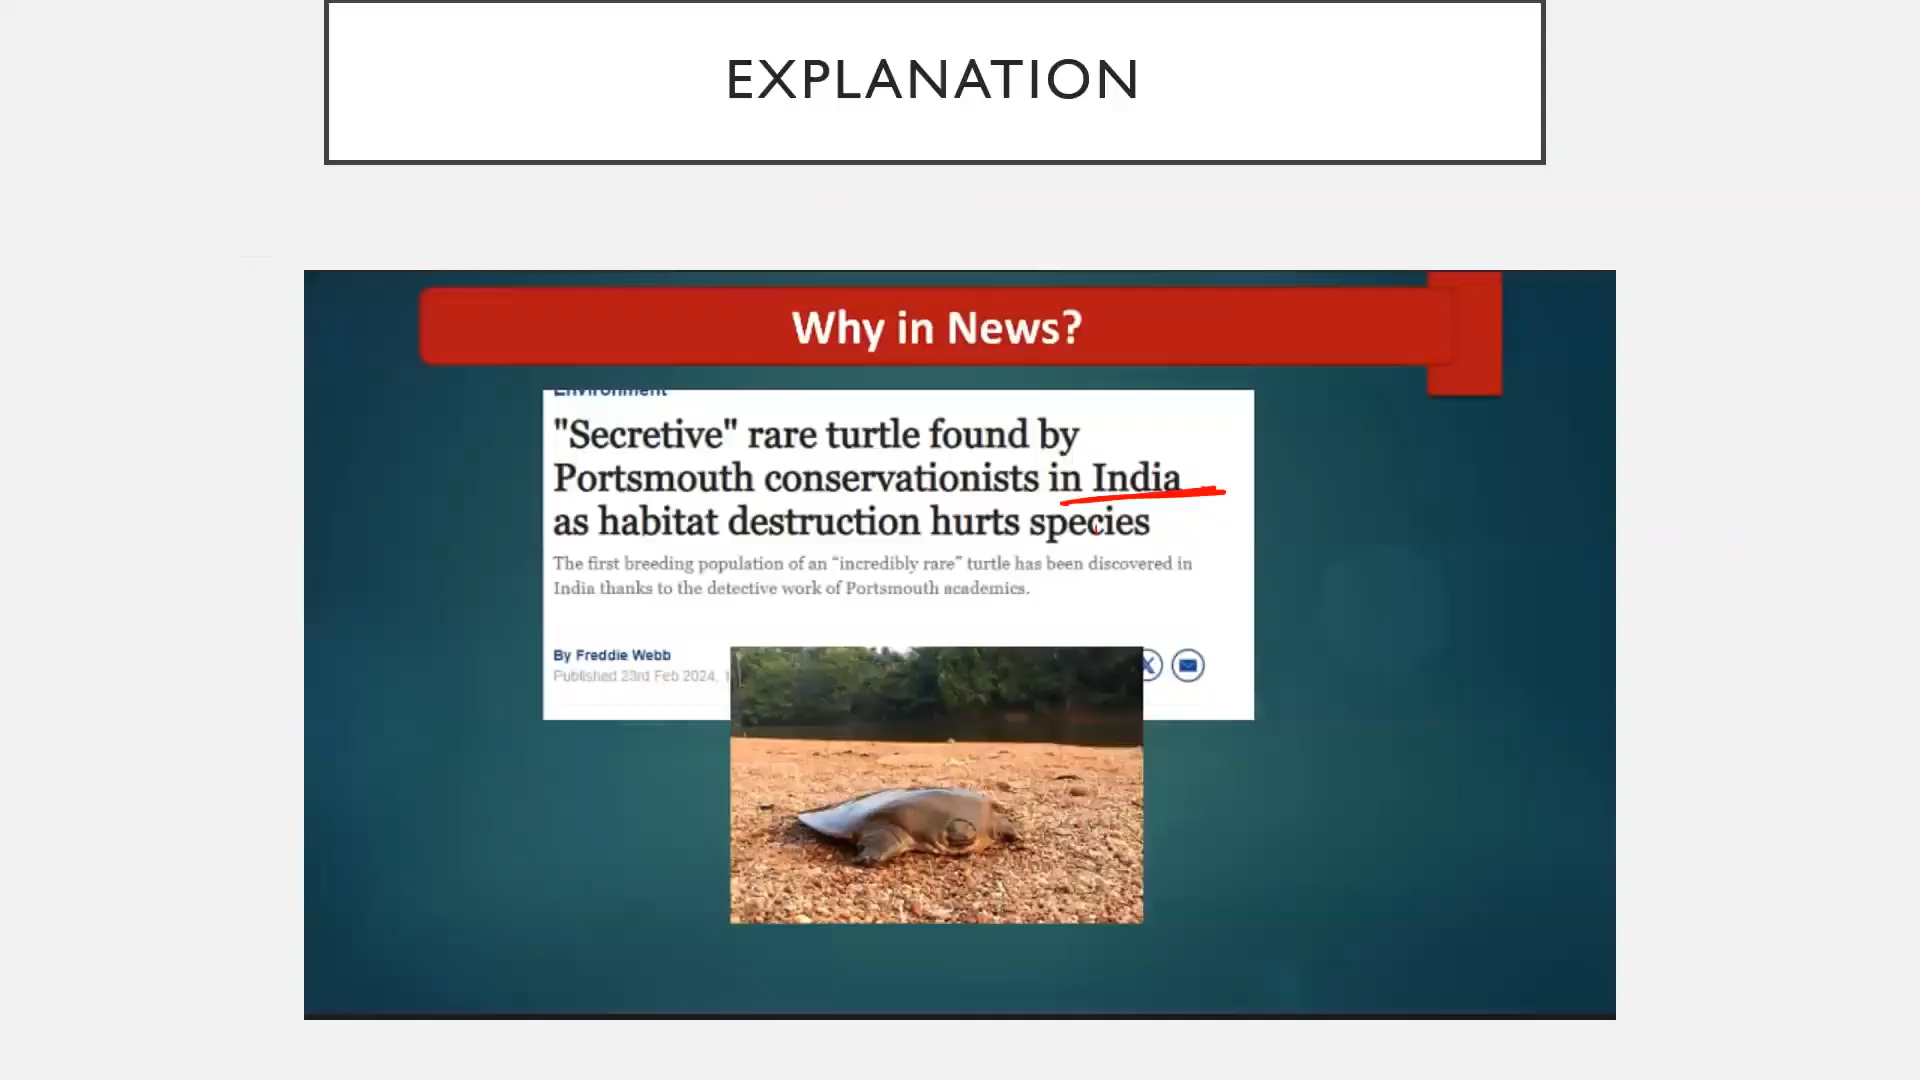 EXPLANATION
Why in News?
Environment
"Secretive" rare turtle found by
Portsmouth conservationists in India
as habitat destruction hurts species
The first breeding population of an “incredibly rare” turtle has been discovered in
India thanks to the detective work of Portsmouth academics.
By Freddie Webb
Published 23rd Feb 2024,